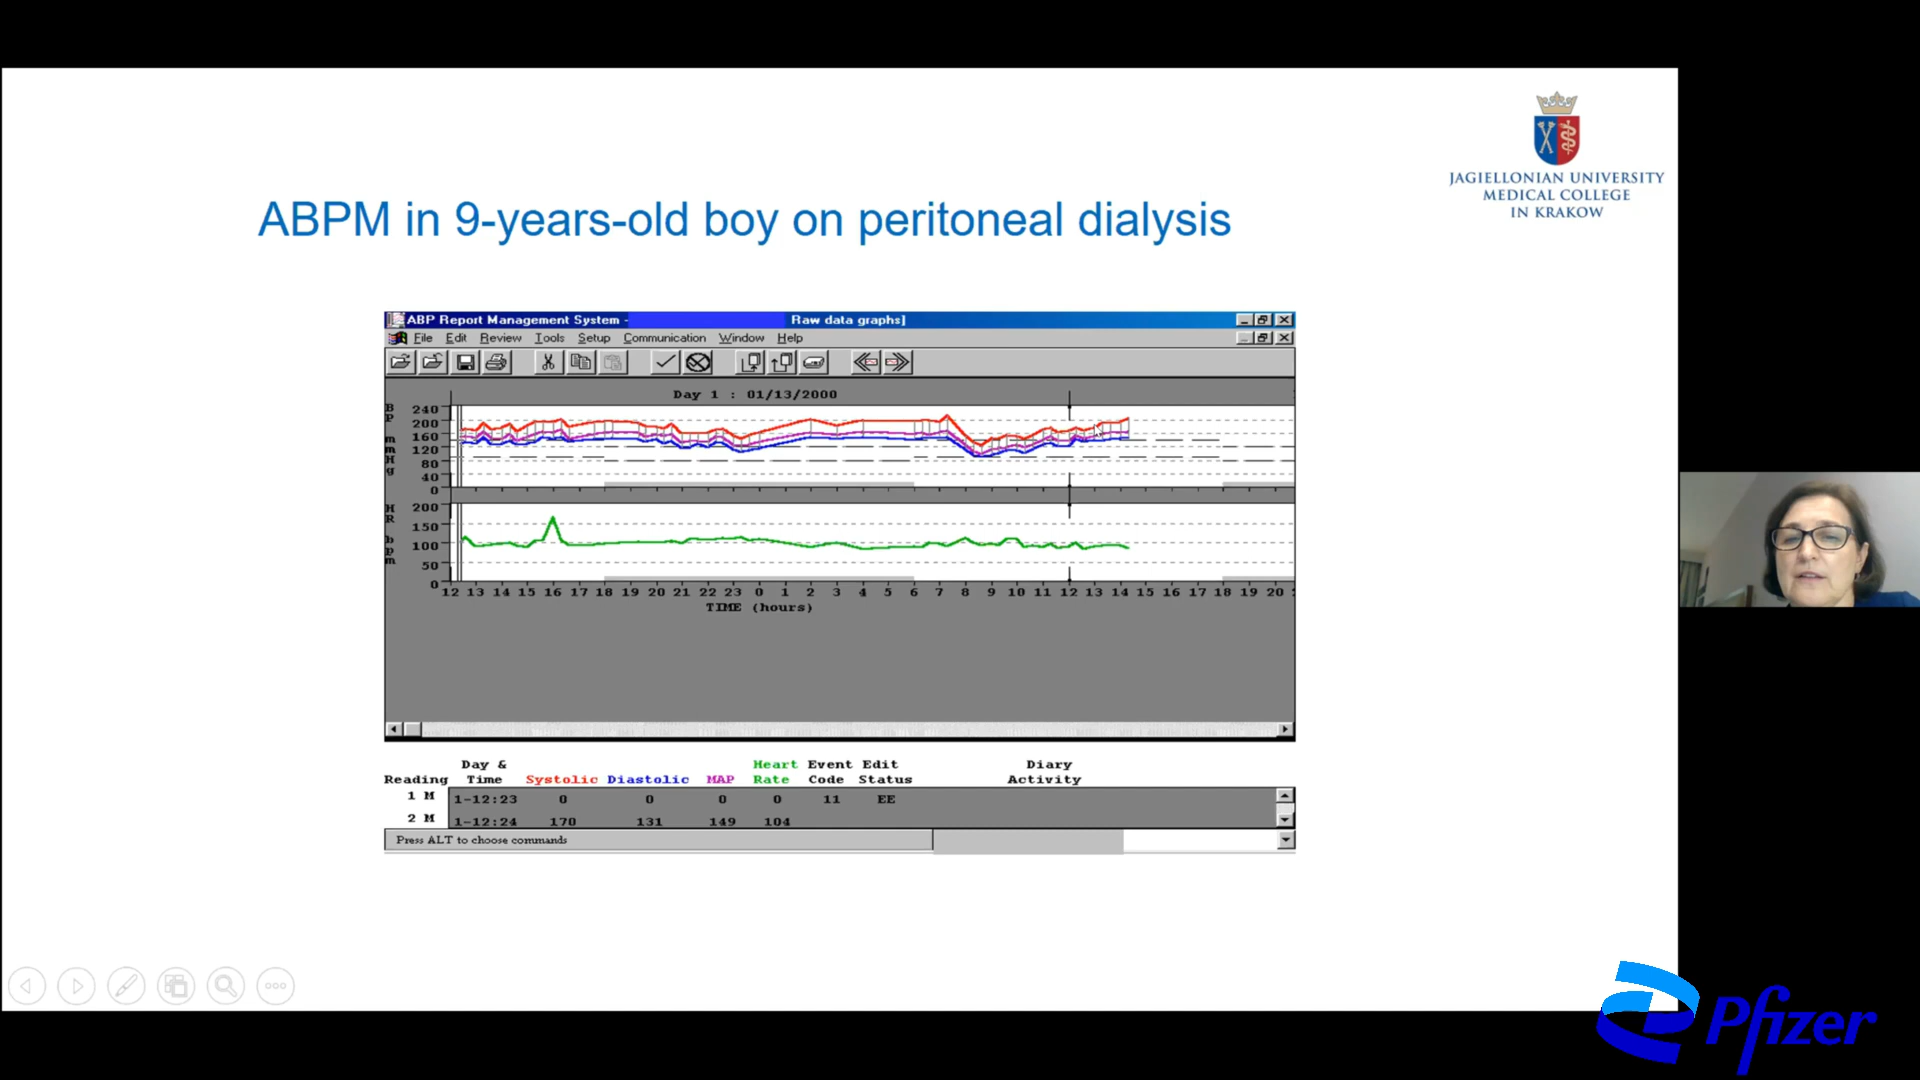 JAGIELLONIAN UNIVERSITY
MEDICAL COLLEGE
IN KRAKOW
ABPM in 9-years-old boy on peritoneal dialysis
ABP Report Management System - Raw data graphs]
File Edit Review Tools Setup Communication Window Help
Day 1 : 01/13/2000
BP mmHg
240
200
160
120
80
40
0
HR bpm
200
150
100
50
0
12 13 14 15 16 17 18 19 20 21 22 23 0 1 2 3 4 5 6 7 8 9 10 11 12 13 14 15 16 17 18 19 20
TIME (hours)
Day & Heart Event Edit Diary
Reading Time Systolic Diastolic MAP Rate Code Status Activity
1 M 1-12:23 0 0 0 0 11 EE
2 M 1-12:24 170 131 149 104
Press ALT to choose commands
Pfizer